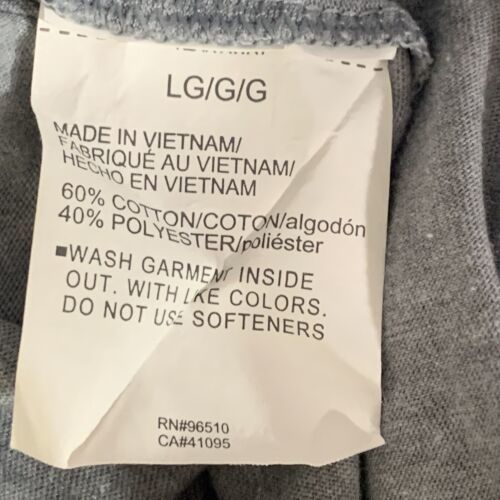 LG/G/G
MADE IN VIETNAM/
FABRIQUÉ AU VIETNAM/
HECHO EN VIETNAM
60% COTTON/COTON/algodón
40% POLYESTER/poliéster
■WASH GARMENT INSIDE
OUT. WITH LIKE COLORS.
DO NOT USE SOFTENERS
RN#96510
CA#41095